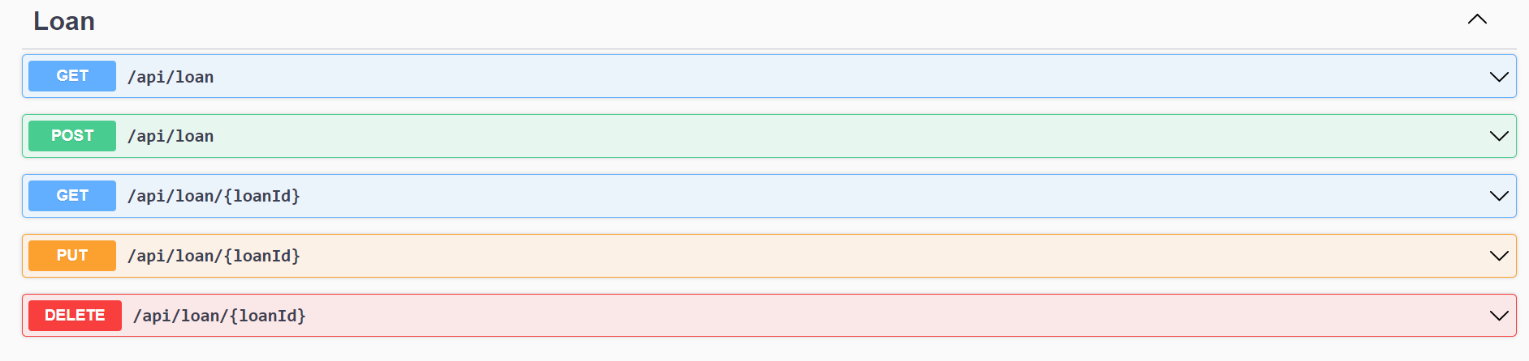 Loan
GET /api/loan
POST /api/loan
GET /api/loan/{loanId}
PUT /api/loan/{loanId}
DELETE /api/loan/{loanId}